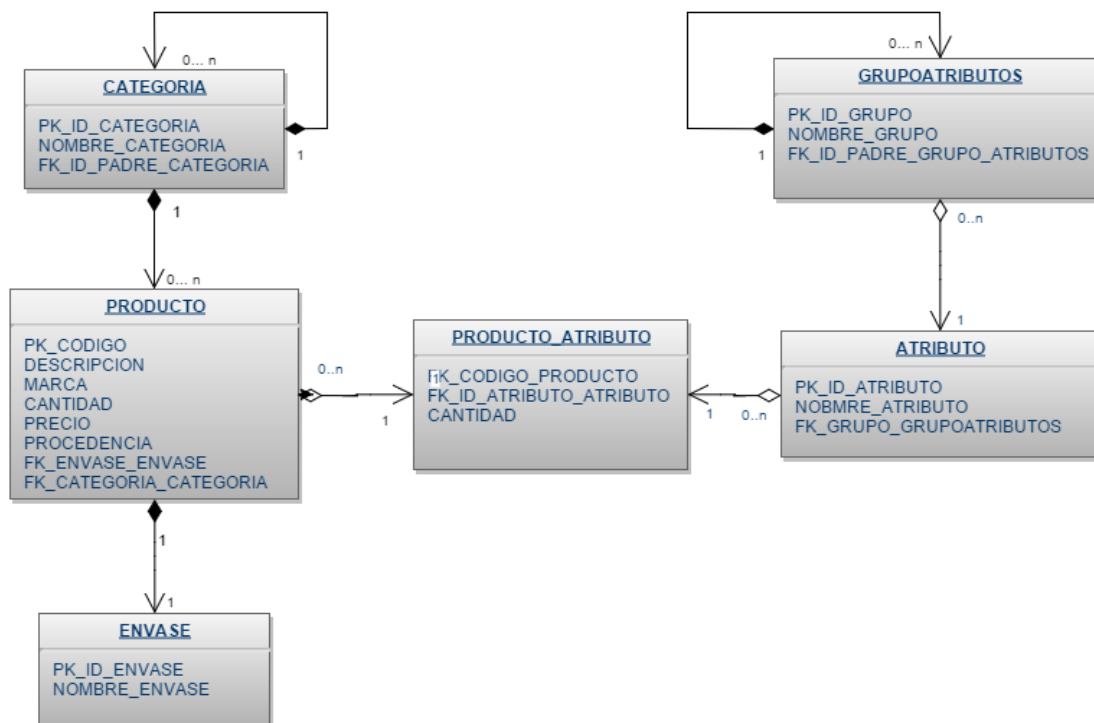 0... n
CATEGORIA
PK_ID_CATEGORIA
NOMBRE_CATEGORIA
FK_ID_PADRE_CATEGORIA
1
1
0... n
PRODUCTO
PK_CODIGO
DESCRIPCION
MARCA
CANTIDAD
PRECIO
PROCEDENCIA
FK_ENVASE_ENVASE
FK_CATEGORIA_CATEGORIA
1
1
ENVASE
PK_ID_ENVASE
NOMBRE_ENVASE
0..n
1
PRODUCTO_ATRIBUTO
FK_CODIGO_PRODUCTO
FK_ID_ATRIBUTO_ATRIBUTO
CANTIDAD
1
0..n
0... n
GRUPOATRIBUTOS
PK_ID_GRUPO
NOMBRE_GRUPO
FK_ID_PADRE_GRUPO_ATRIBUTOS
1
0..n
1
ATRIBUTO
PK_ID_ATRIBUTO
NOBMRE_ATRIBUTO
FK_GRUPO_GRUPOATRIBUTOS